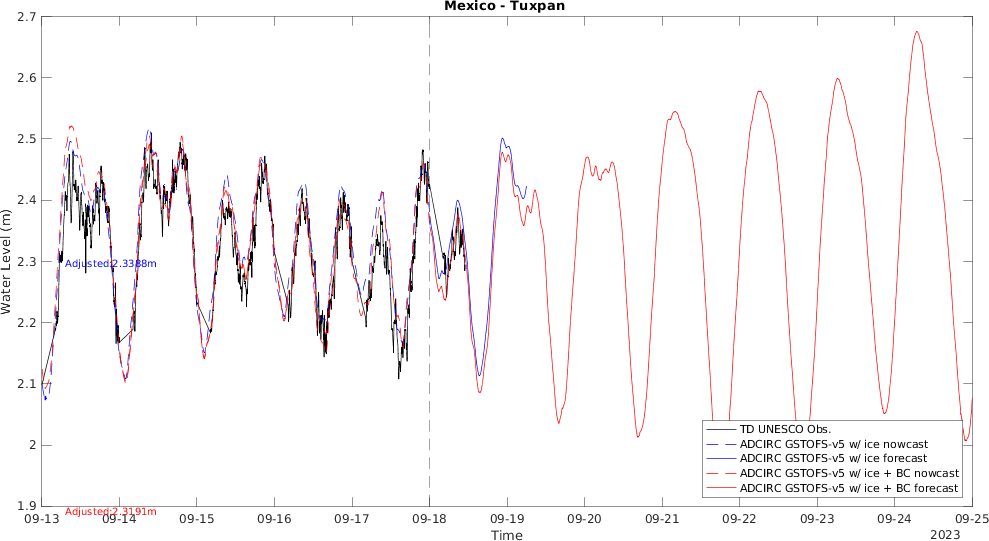 Mexico - Tuxpan
Water Level (m)
2.7
2.6
2.5
2.4
2.3
2.2
2.1
2
1.9
Adjusted:2.3388m
Adjusted:2.3191m
TD UNESCO Obs.
ADCIRC GSTOFS-v5 w/ ice nowcast
ADCIRC GSTOFS-v5 w/ ice forecast
ADCIRC GSTOFS-v5 w/ ice + BC nowcast
ADCIRC GSTOFS-v5 w/ ice + BC forecast
09-13 09-14 09-15 09-16 09-17 09-18 09-19 09-20 09-21 09-22 09-23 09-24 09-25
Time
2023